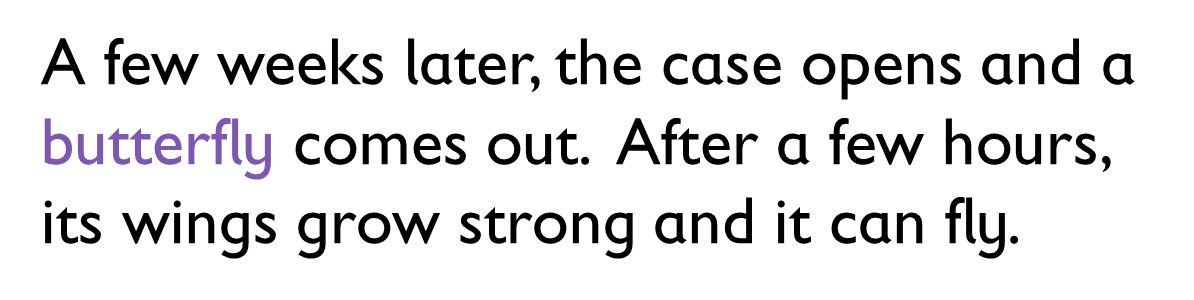 A few weeks later, the case opens and a
butterfly comes out.  After a few hours,
its wings grow strong and it can fly.